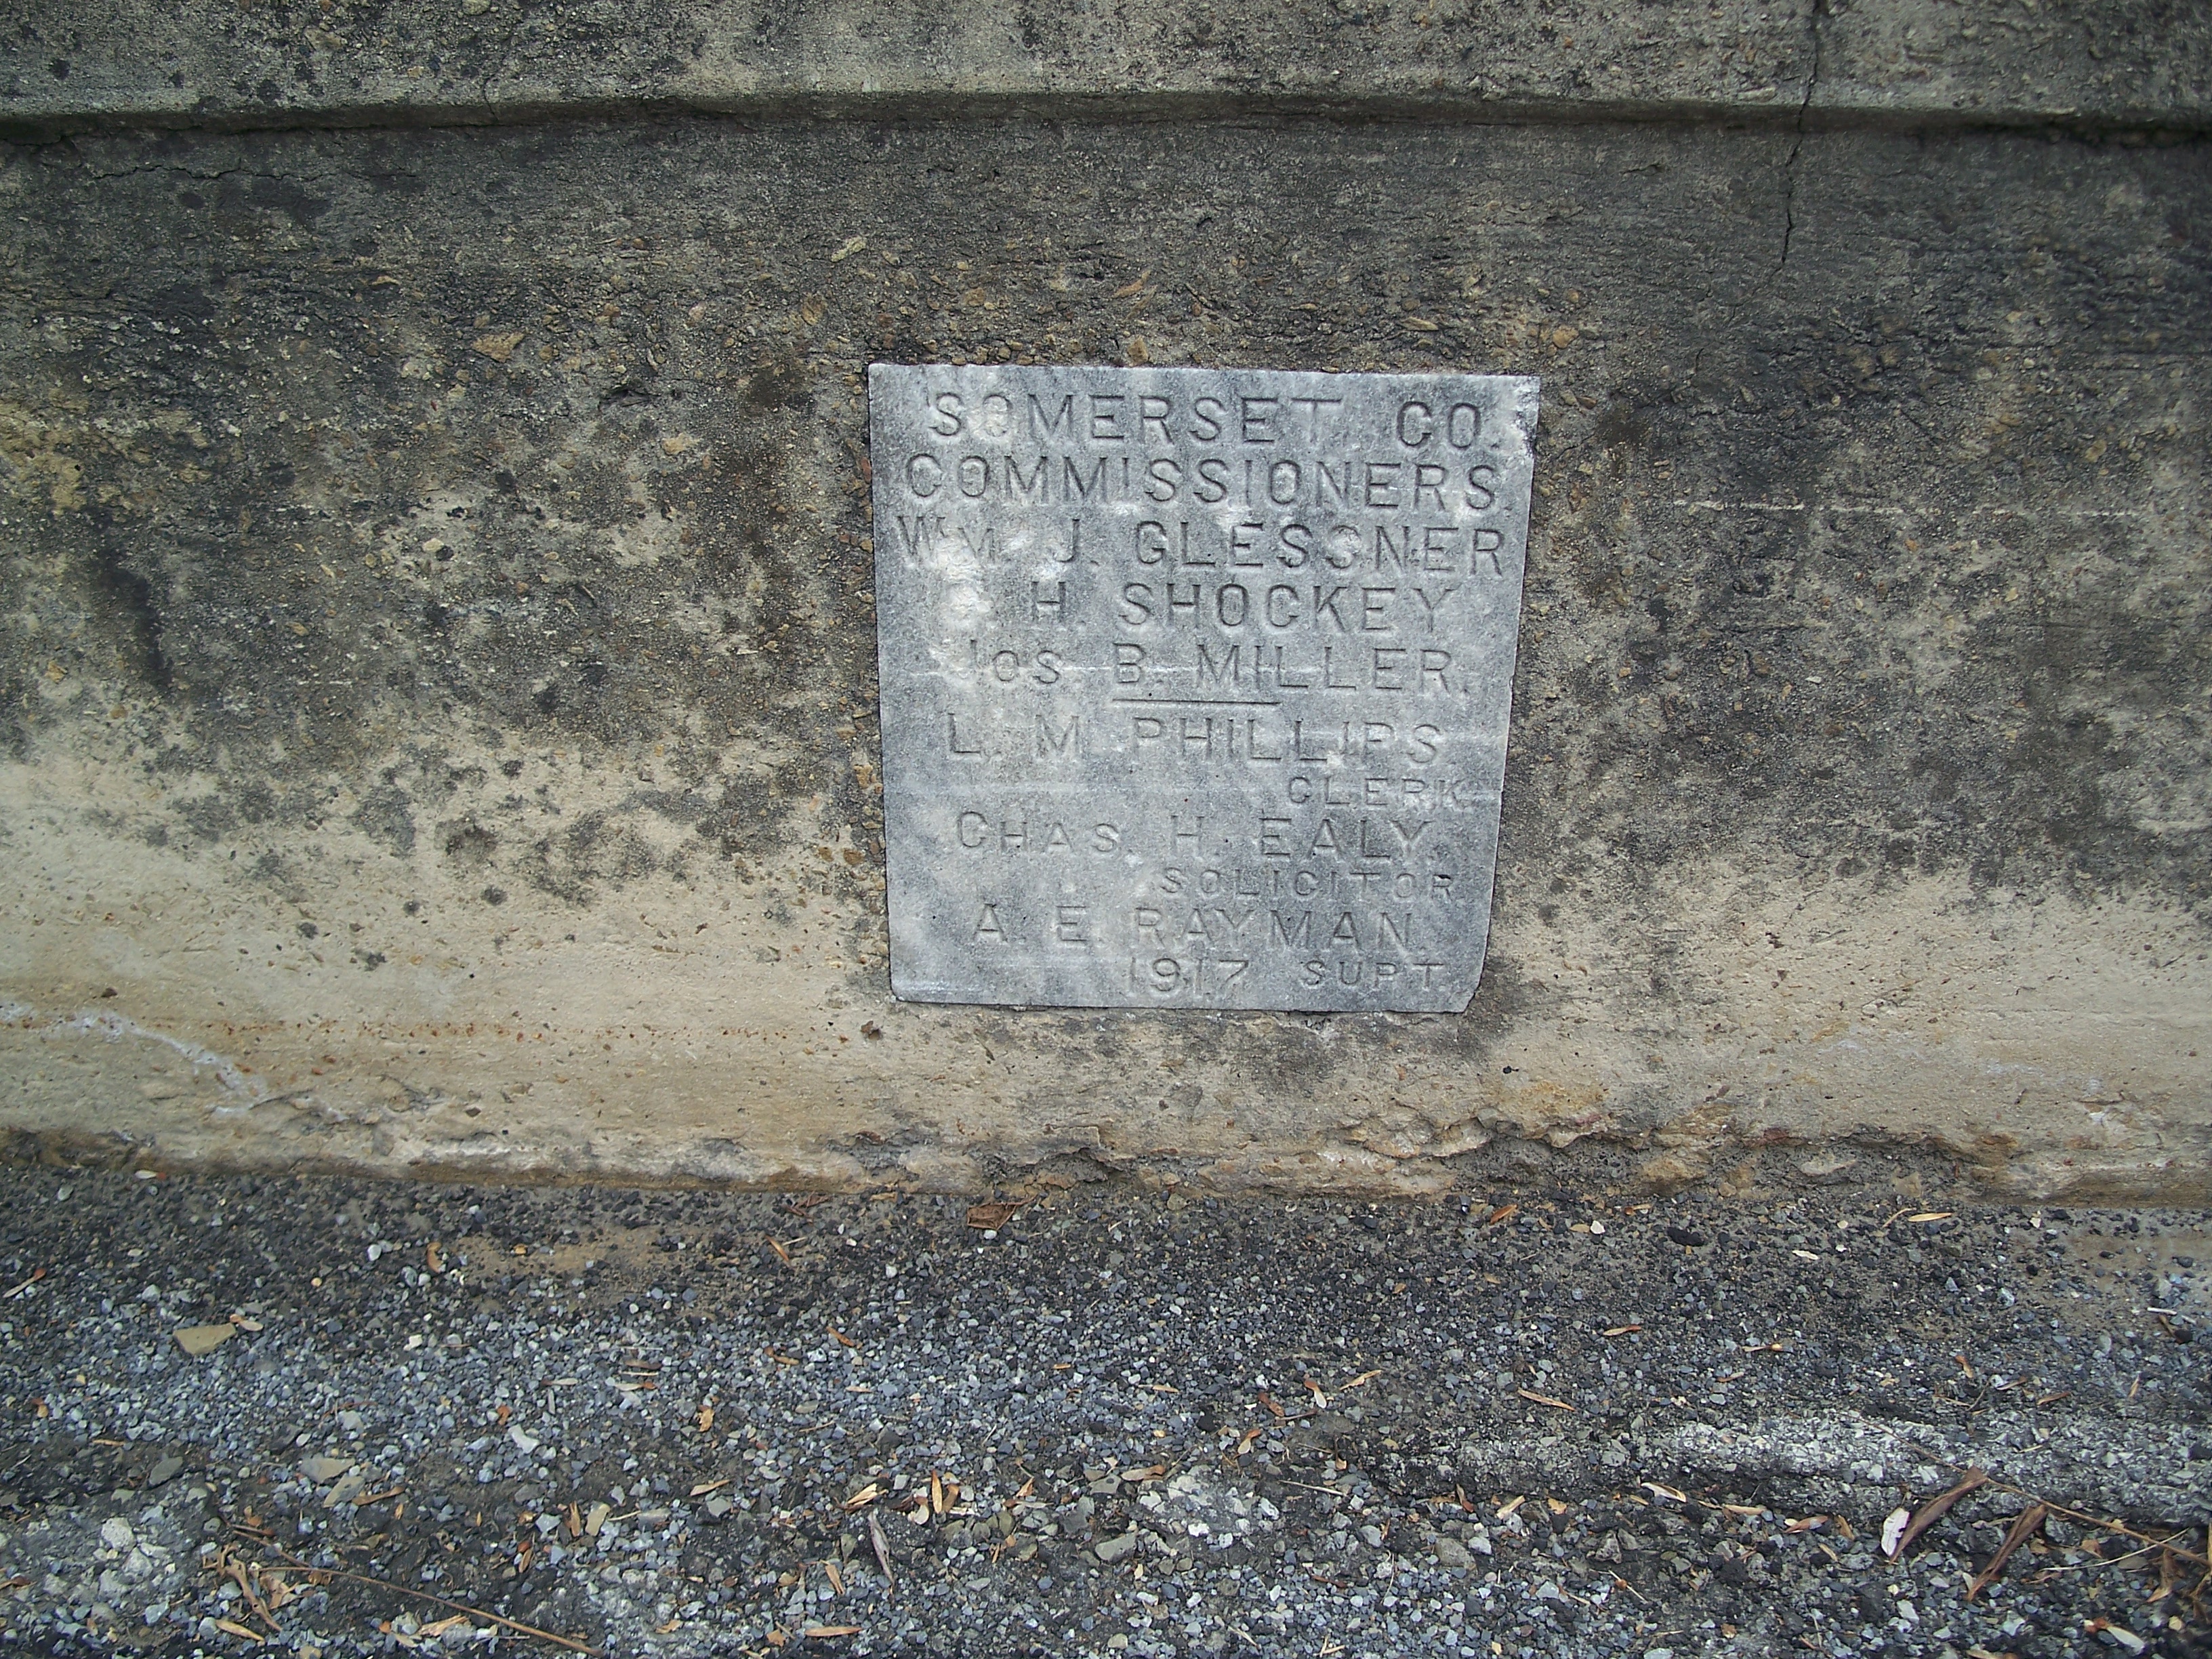 SOMERSET CO.
COMMISSIONERS.
WM. J. GLESSNER
H. SHOCKEY
JOS. B. MILLER.
L. M. PHILLIPS
CLERK
CHAS. H. EALY.
SOLICITOR
A. E. RAYMAN.
1917 SUPT.